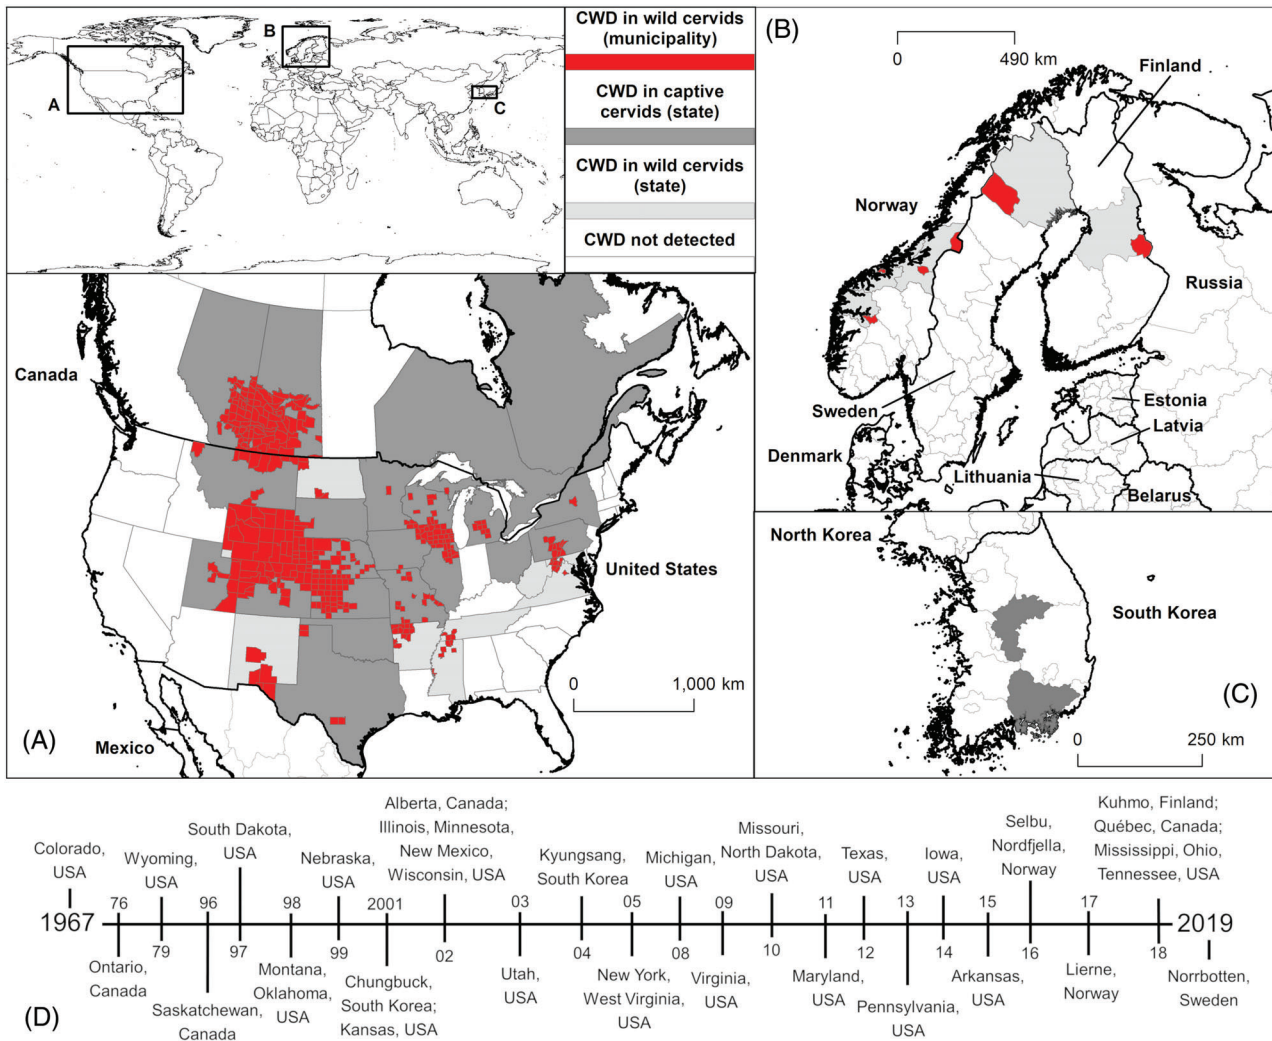 A
B
C
CWD in wild cervids
(municipality)
CWD in captive
cervids (state)
CWD in wild cervids
(state)
CWD not detected
(B)
0
490 km
Finland
Norway
Russia
Sweden
Estonia
Latvia
Denmark
Lithuania
Belarus
Canada
United States
Mexico
(A)
0
1,000 km
North Korea
South Korea
(C)
0
250 km
Colorado,
USA
Wyoming,
USA
South Dakota,
USA
Nebraska,
USA
Alberta, Canada;
Illinois, Minnesota,
New Mexico,
Wisconsin, USA
Kyungsang,
South Korea
Michigan,
USA
Missouri,
North Dakota,
USA
Texas,
USA
Iowa,
USA
Selbu,
Nordfjella,
Norway
Kuhmo, Finland;
Québec, Canada;
Mississippi, Ohio,
Tennessee, USA
1967 76 96 98 2001 03 05 09 11 13 15 17 2019
79 97 99 02 04 08 10 12 14 16 18
Ontario,
Canada
Saskatchewan,
Canada
Montana,
Oklahoma,
USA
Chungbuck,
South Korea;
Kansas, USA
Utah,
USA
New York,
West Virginia,
USA
Virginia,
USA
Maryland,
USA
Pennsylvania,
USA
Arkansas,
USA
Lierne,
Norway
Norrbotten,
Sweden
(D)